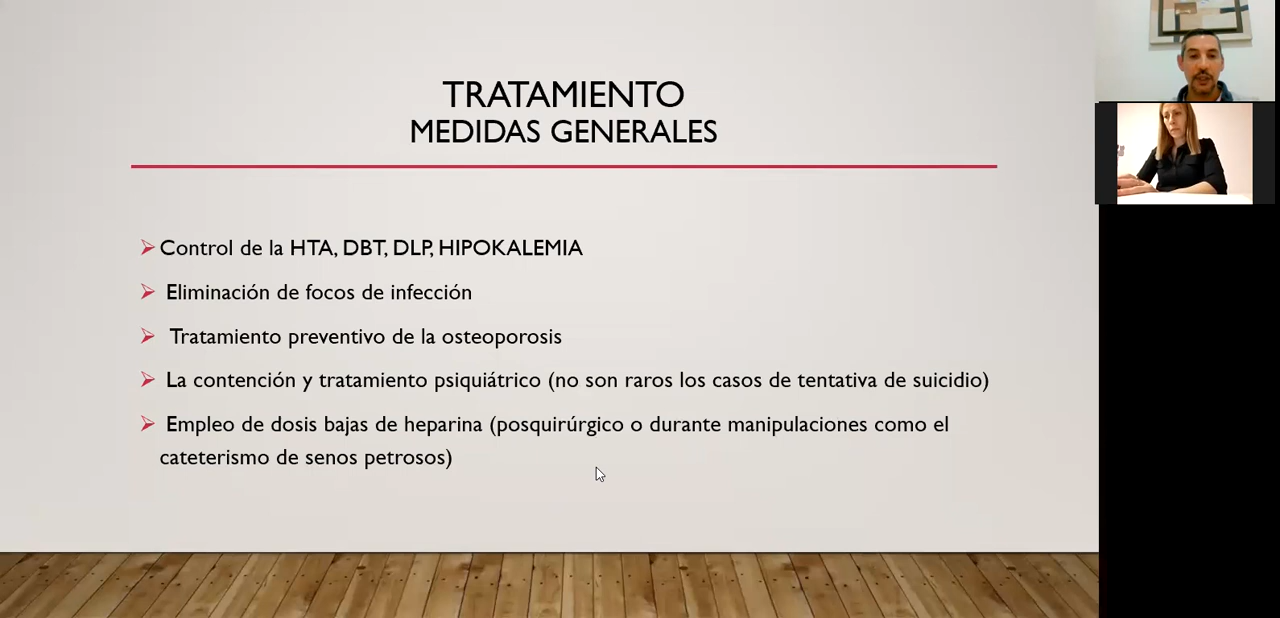 TRATAMIENTO
MEDIDAS GENERALES
Control de la HTA, DBT, DLP, HIPOKALEMIA
Eliminación de focos de infección
Tratamiento preventivo de la osteoporosis
La contención y tratamiento psiquiátrico (no son raros los casos de tentativa de suicidio)
Empleo de dosis bajas de heparina (posquirúrgico o durante manipulaciones como el
cateterismo de senos petrosos)